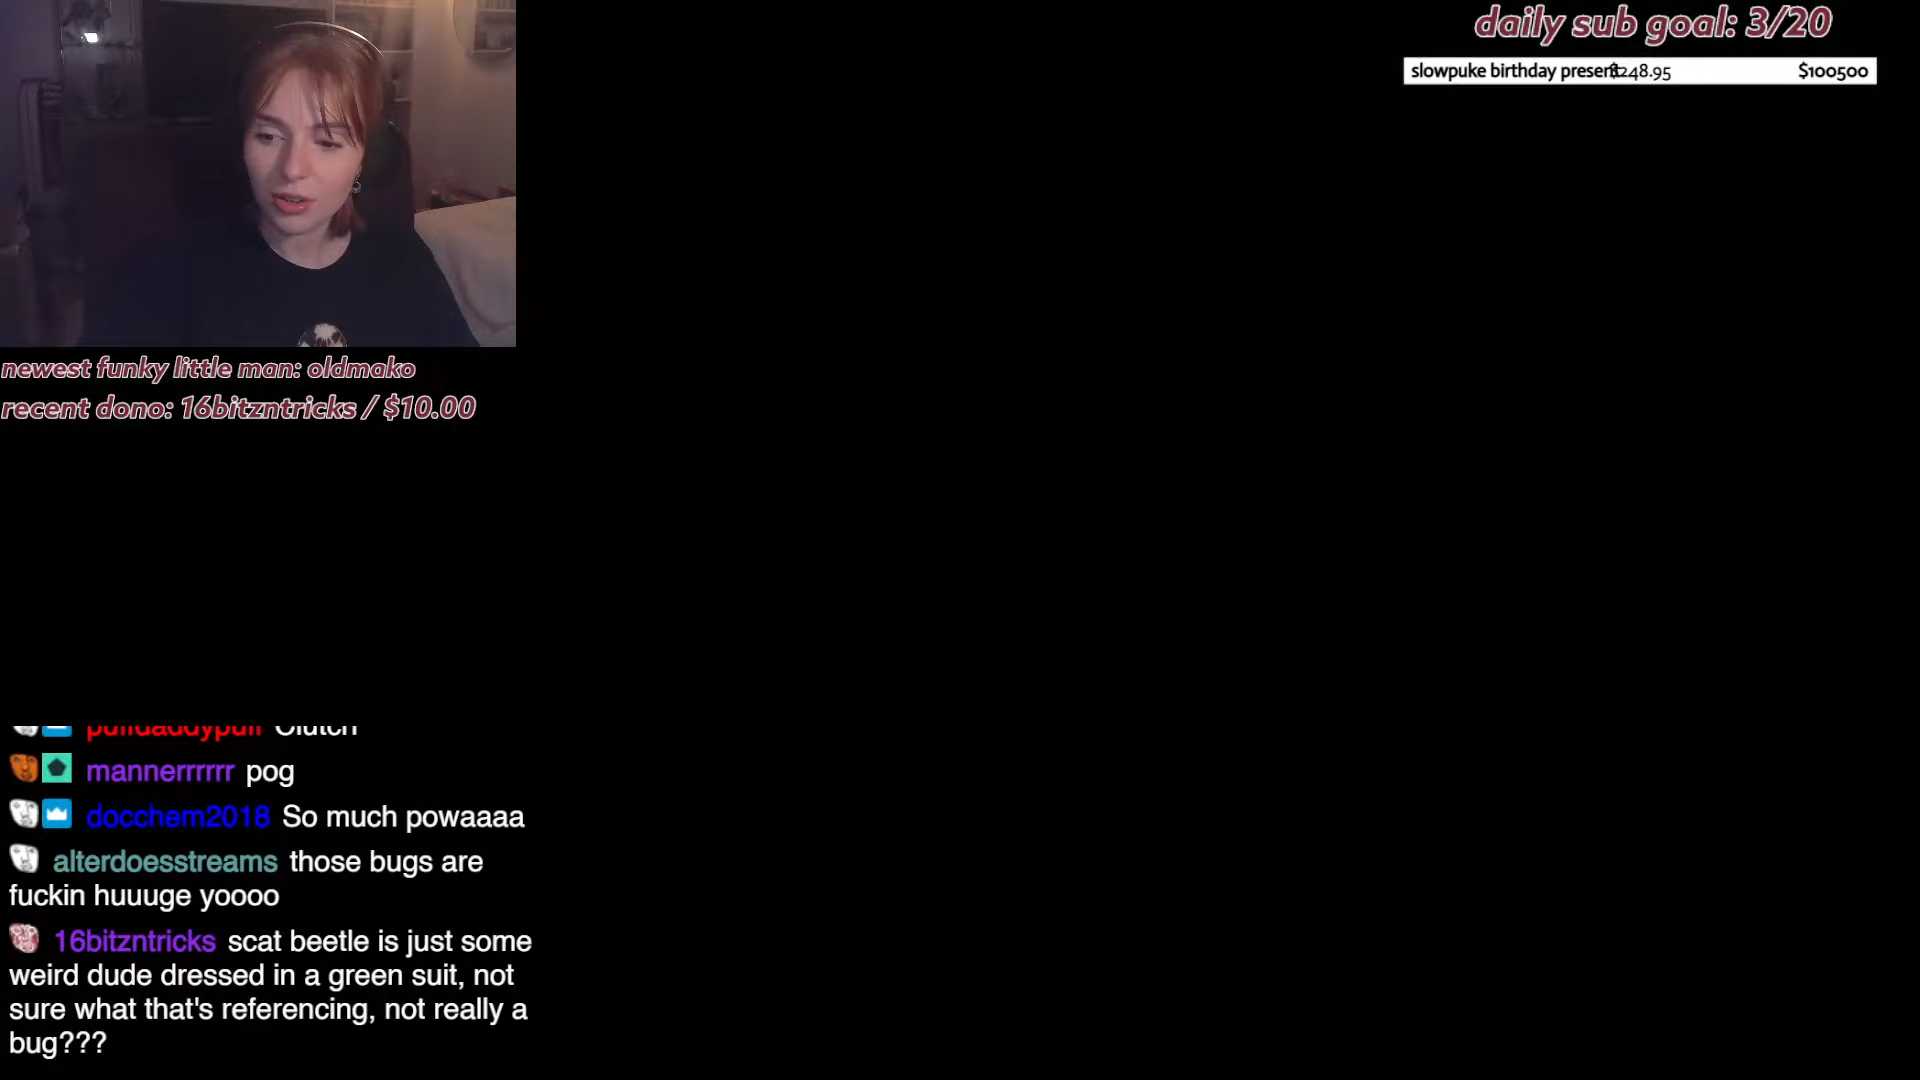 daily sub goal: 3/20
slowpuke birthday present $248.95 $100500
newest funky little man: oldmako
recent dono: 16bitzntricks / $10.00
puffdaddypuff Clutch
mannerrrrrr pog
docchem2018 So much powaaaa
alterdoesstreams those bugs are
fuckin huuuge yoooo
16bitzntricks scat beetle is just some
weird dude dressed in a green suit, not
sure what that's referencing, not really a
bug???